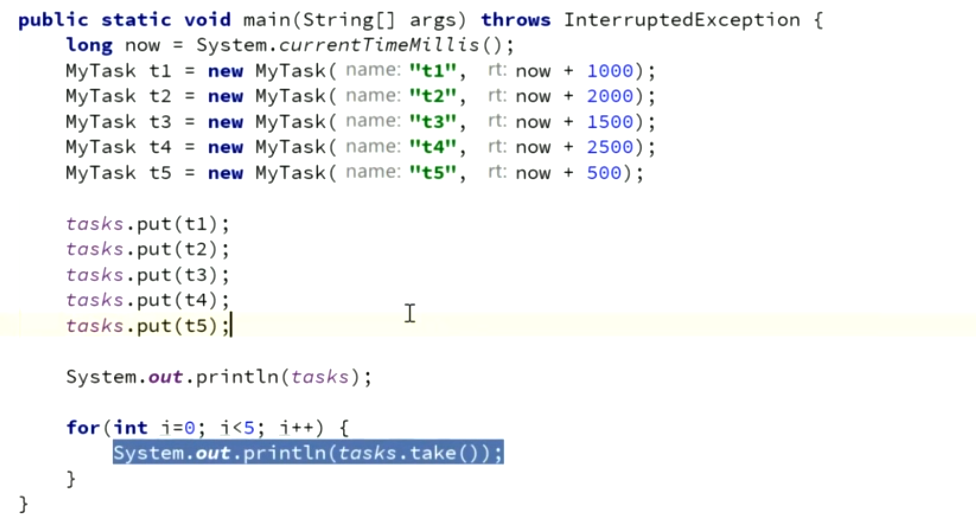 public static void main(String[] args) throws InterruptedException {
long now = System.currentTimeMillis();
MyTask t1 = new MyTask( name: "t1", rt: now + 1000);
MyTask t2 = new MyTask( name: "t2", rt: now + 2000);
MyTask t3 = new MyTask( name: "t3", rt: now + 1500);
MyTask t4 = new MyTask( name: "t4", rt: now + 2500);
MyTask t5 = new MyTask( name: "t5", rt: now + 500);
tasks.put(t1);
tasks.put(t2);
tasks.put(t3);
tasks.put(t4);
tasks.put(t5);
System.out.println(tasks);
for(int i=0; i<5; i++) {
System.out.println(tasks.take());
}
}